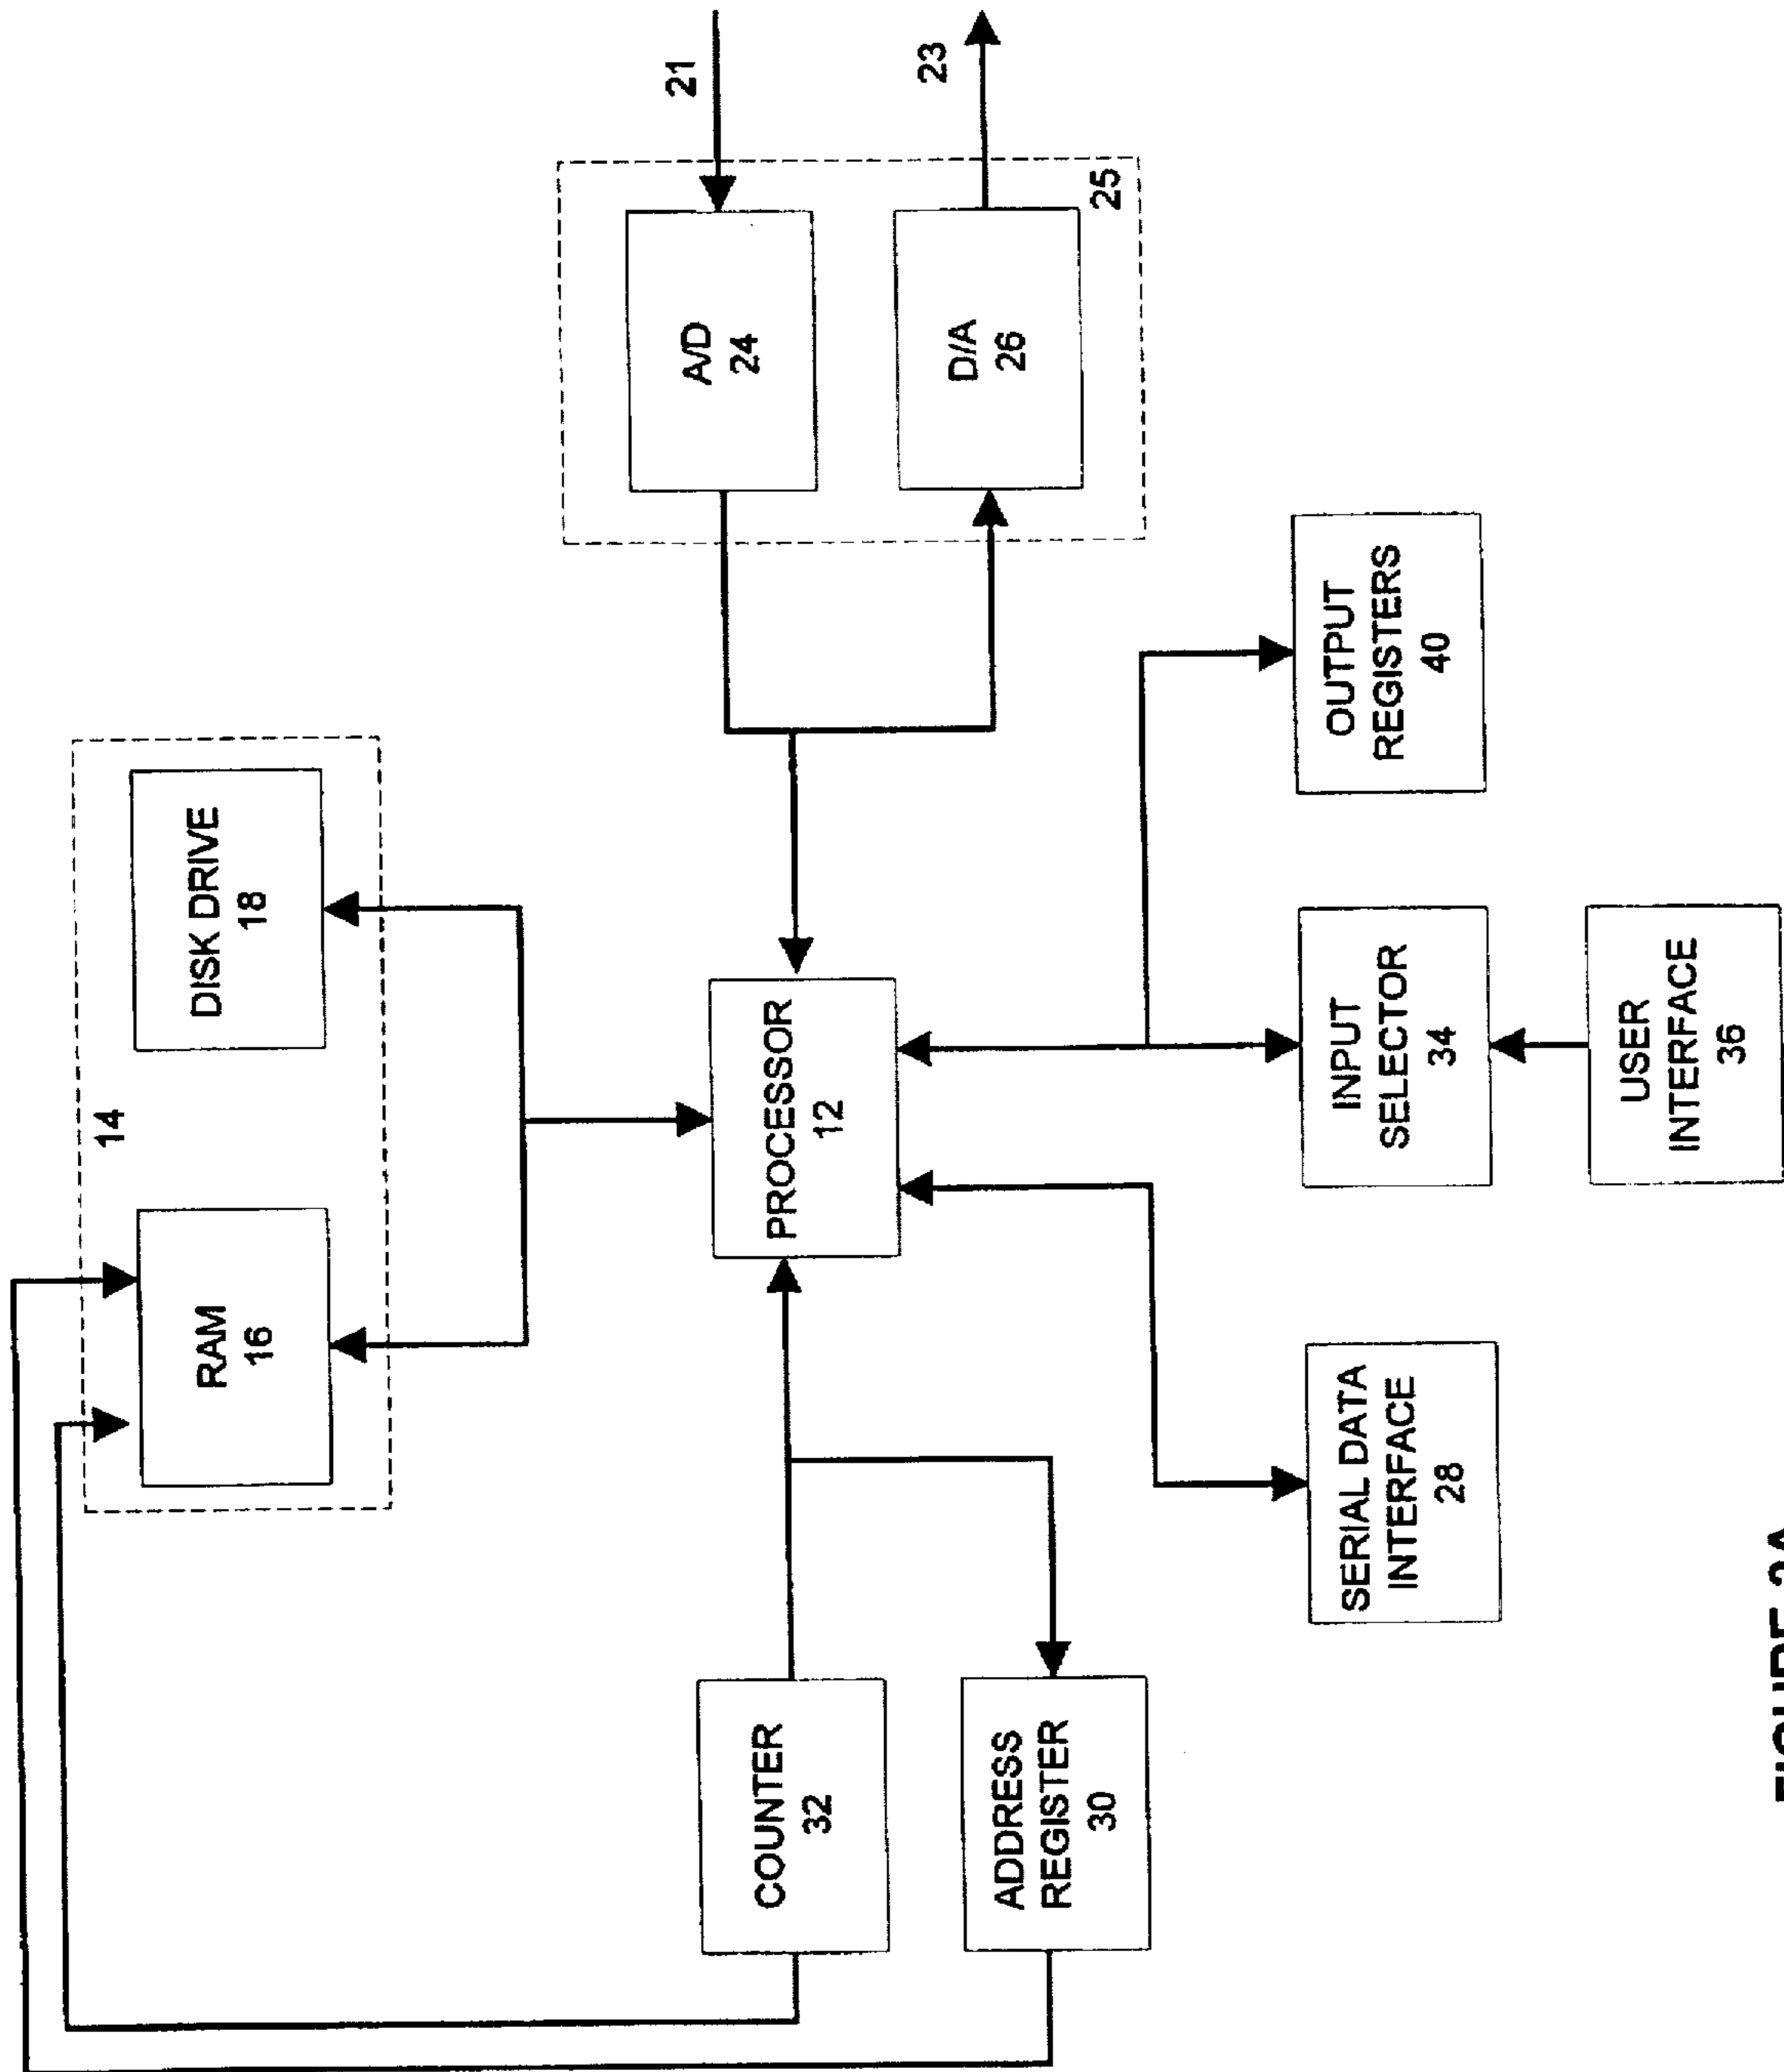 14
RAM
16
DISK DRIVE
18
COUNTER
32
PROCESSOR
12
A/D
24
21
ADDRESS
REGISTER
30
D/A
26
23
25
SERIAL DATA
INTERFACE
28
INPUT
SELECTOR
34
OUTPUT
REGISTERS
40
USER
INTERFACE
36
FIGURE